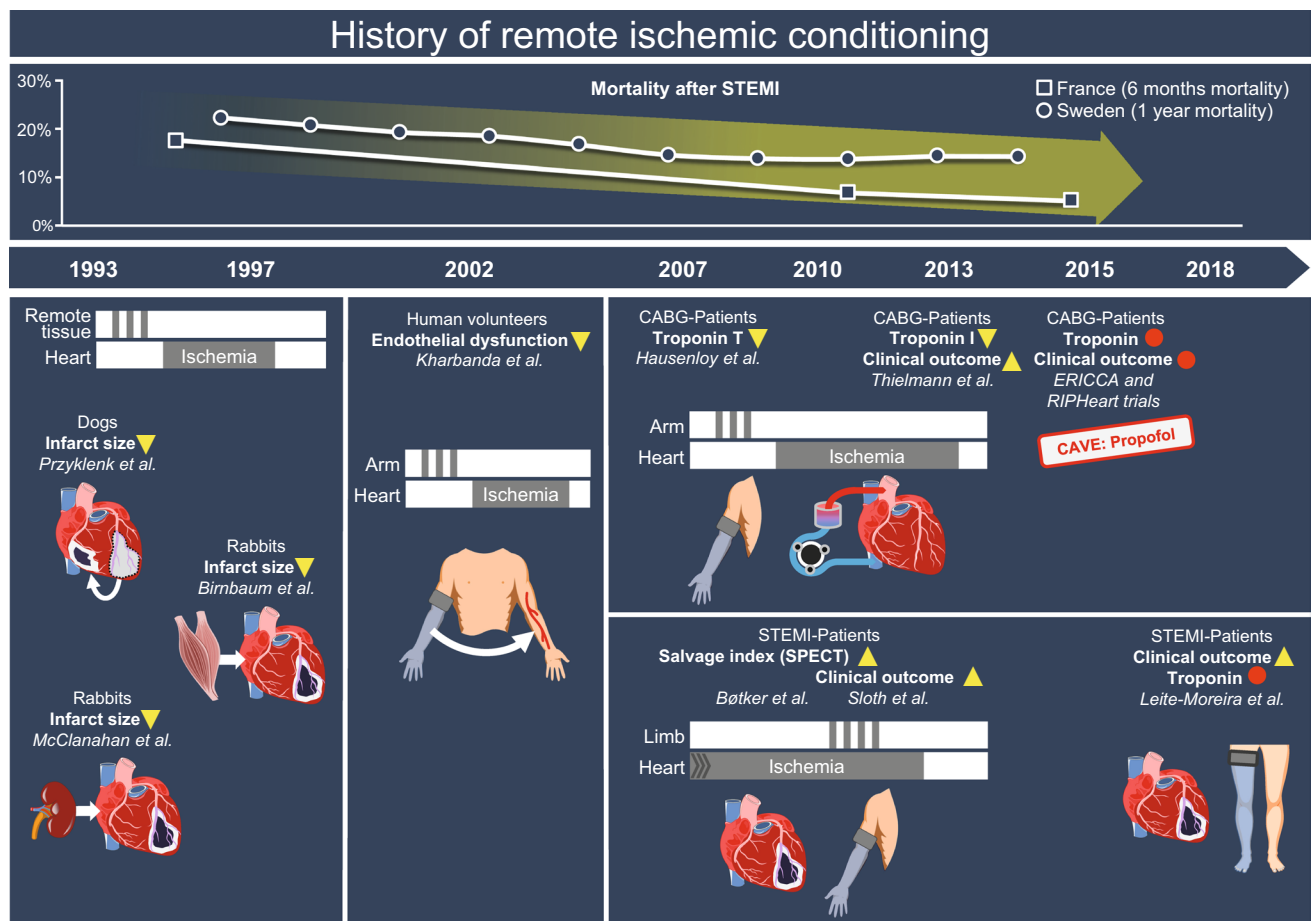 History of remote ischemic conditioning
30%
20%
10%
0%
Mortality after STEMI
France (6 months mortality)
Sweden (1 year mortality)
1993
1997
2002
2007
2010
2013
2015
2018
Remote
tissue
Heart
Ischemia
Dogs
Infarct size
Przyklenk et al.
Rabbits
Infarct size
Birnbaum et al.
Rabbits
Infarct size
McClanahan et al.
Human volunteers
Endothelial dysfunction
Kharbanda et al.
Arm
Heart
Ischemia
CABG-Patients
Troponin T
Hausenloy et al.
CABG-Patients
Troponin I
Clinical outcome
Thielmann et al.
CABG-Patients
Troponin
Clinical outcome
ERICCA and
RIPHeart trials
CAVE: Propofol
Arm
Heart
Ischemia
STEMI-Patients
Salvage index (SPECT)
Clinical outcome
Bøtker et al.
Sloth et al.
Limb
Heart
Ischemia
STEMI-Patients
Clinical outcome
Troponin
Leite-Moreira et al.